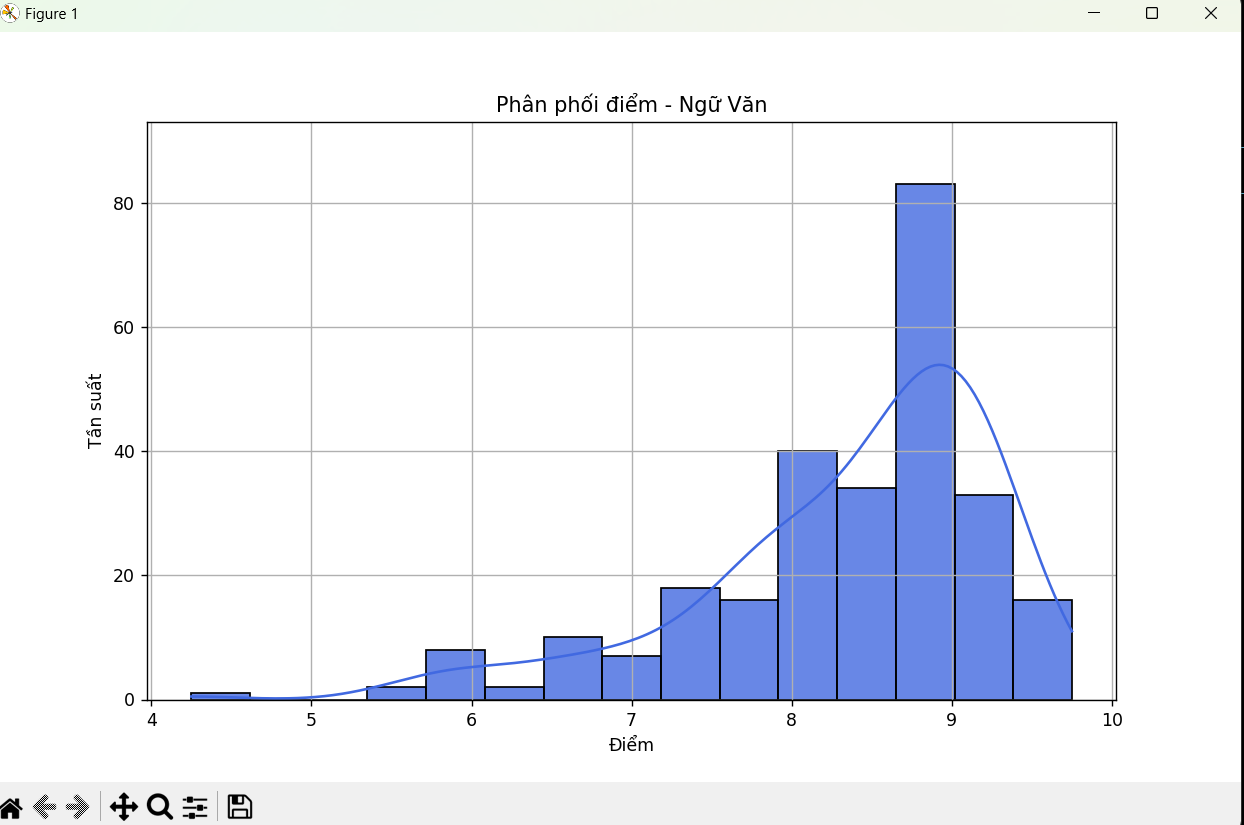 Figure 1
Phân phối điểm - Ngữ Văn
80
60
40
20
0
Tần suất
4 5 6 7 8 9 10
Điểm